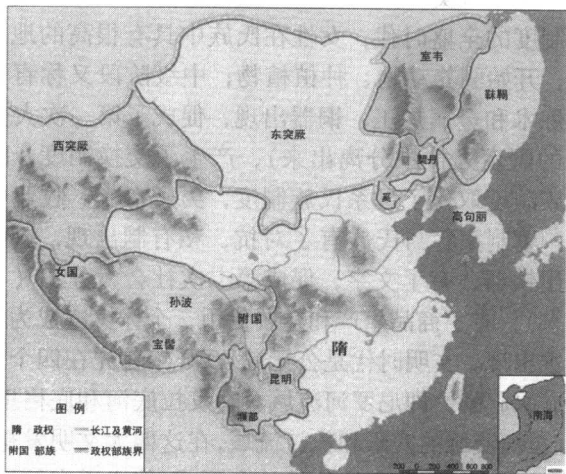 室韦
靺鞨
东突厥
西突厥
契丹
奚
高句丽
女国
孙波
附国
宝髻
隋
昆明
濮部
图例
隋 政权
长江及黄河
附国 部族
政权部族界
南海